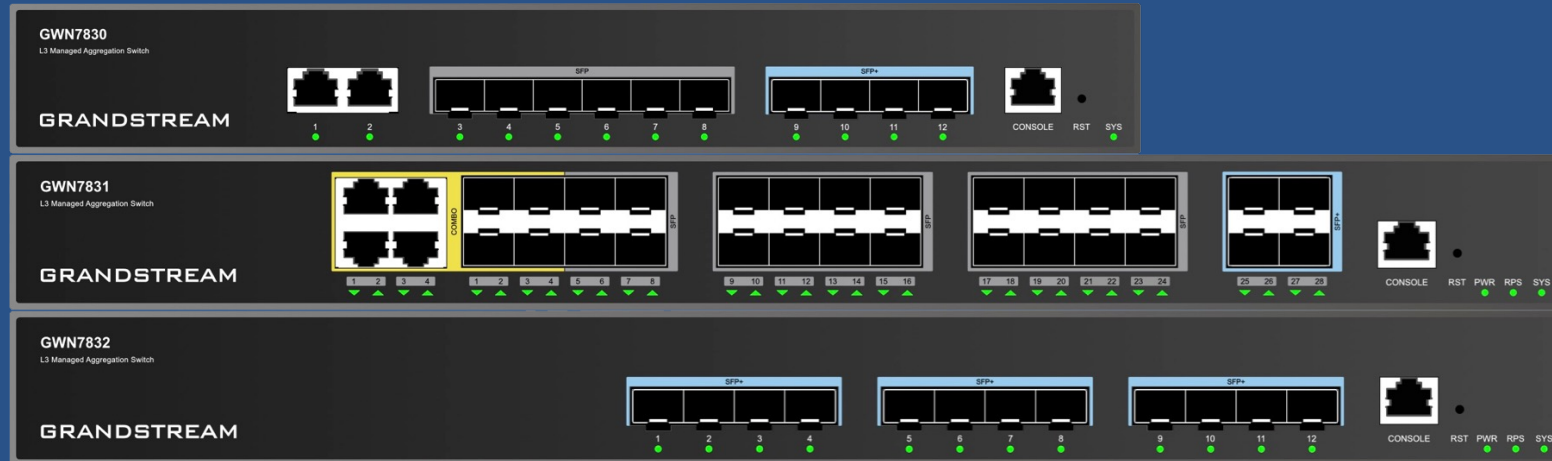 GWN7830
L3 Managed Aggregation Switch
SFP
SFP+
GRANDSTREAM
1 2 3 4 5 6 7 8 9 10 11 12 CONSOLE RST SYS
GWN7831
L3 Managed Aggregation Switch
COMBO
SFP
SFP
SFP
SFP+
GRANDSTREAM
1 2 3 4 1 2 3 4 5 6 7 8 9 10 11 12 13 14 15 16 17 18 19 20 21 22 23 24 25 26 27 28 CONSOLE RST PWR RPS SYS
GWN7832
L3 Managed Aggregation Switch
SFP+
SFP+
SFP+
GRANDSTREAM
1 2 3 4 5 6 7 8 9 10 11 12 CONSOLE RST PWR RPS SYS